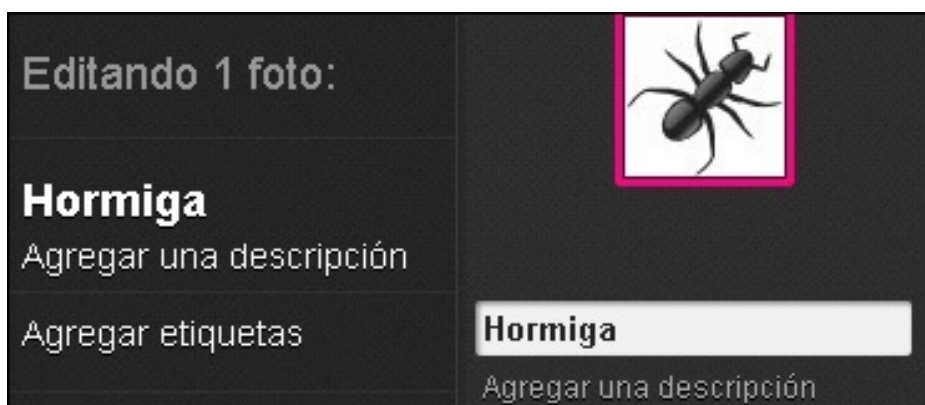 Editando 1 foto:
Hormiga
Agregar una descripción
Agregar etiquetas
Hormiga
Agregar una descripción